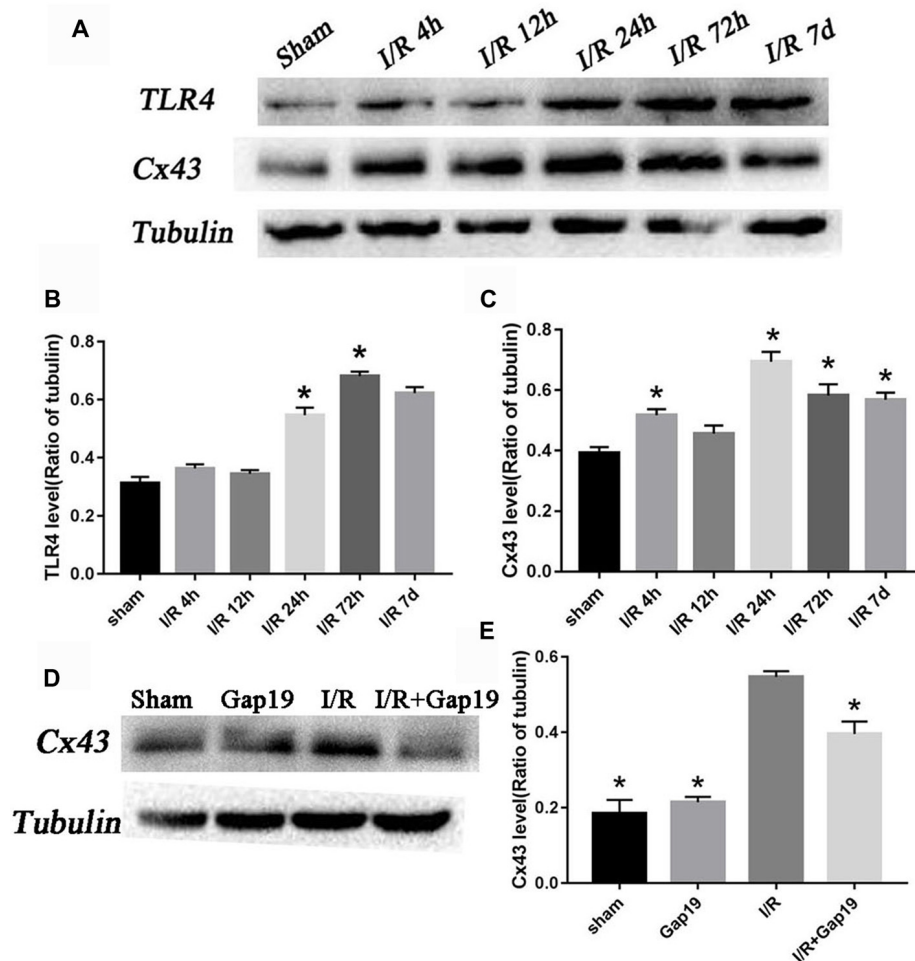 A
Sham I/R 4h I/R 12h I/R 24h I/R 72h I/R 7d
TLR4
Cx43
Tubulin
B
TLR4 level(Ratio of tubulin)
0.8
0.6
0.4
0.2
0.0
* *
sham I/R 4h I/R 12h I/R 24h I/R 72h I/R 7d
C
Cx43 level(Ratio of tubulin)
0.8
0.6
0.4
0.2
0.0
* * * *
sham I/R 4h I/R 12h I/R 24h I/R 72h I/R 7d
D
Sham Gap19 I/R I/R+Gap19
Cx43
Tubulin
E
Cx43 level(Ratio of tubulin)
0.6
0.4
0.2
0.0
* * *
sham Gap19 I/R I/R+Gap19